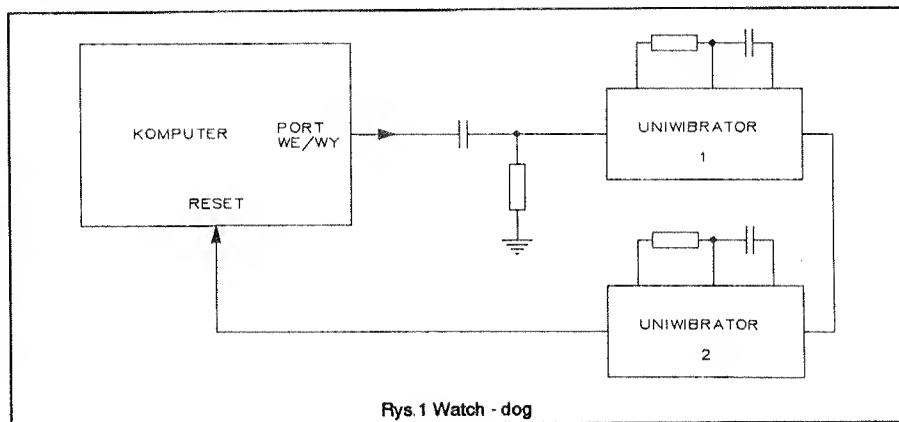 KOMPUTER
PORT
WE/WY
RESET
UNIWIBRATOR
1
UNIWIBRATOR
2
Rys.1 Watch - dog